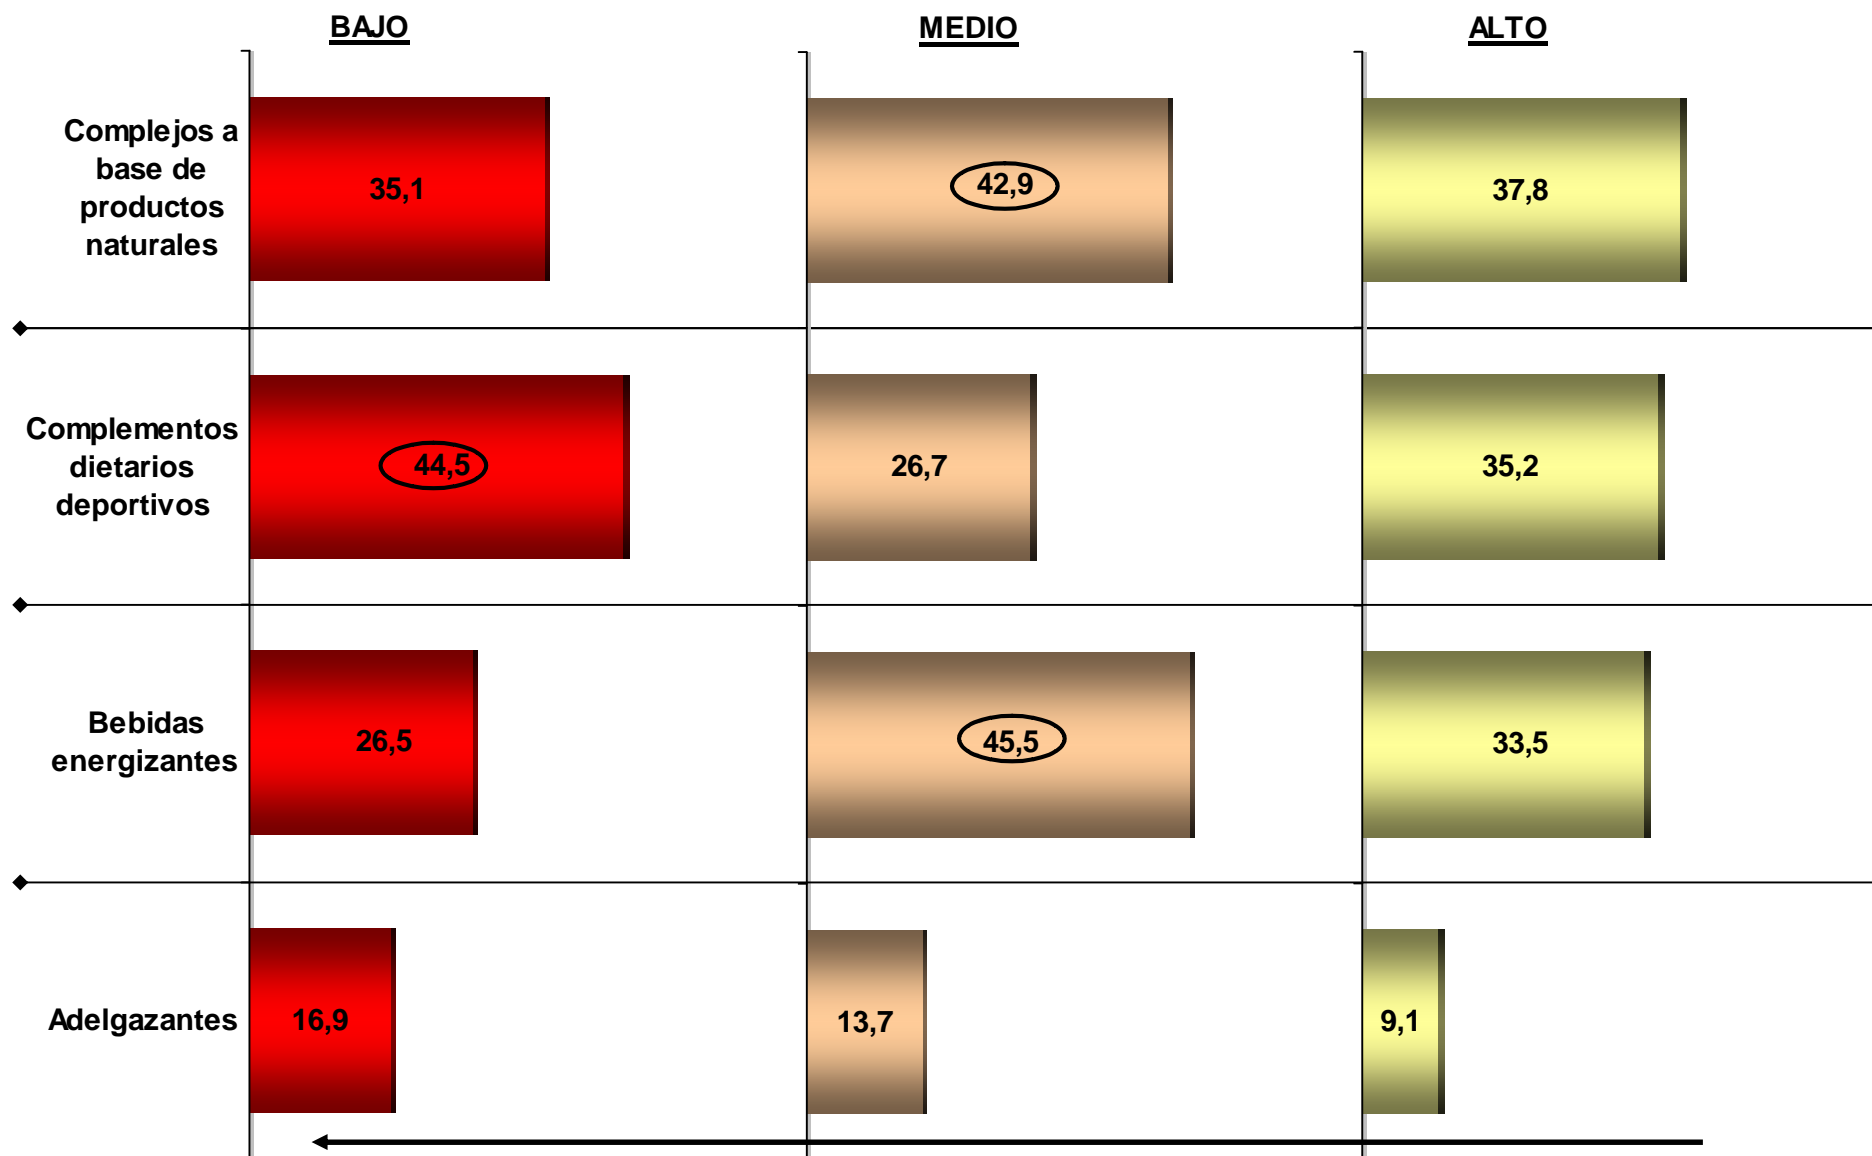 BAJO MEDIO ALTO
Complejos a
base de
productos
naturales
35,1 42,9 37,8
Complementos
dietarios
deportivos
44,5 26,7 35,2
Bebidas
energizantes
26,5 45,5 33,5
Adelgazantes
16,9 13,7 9,1